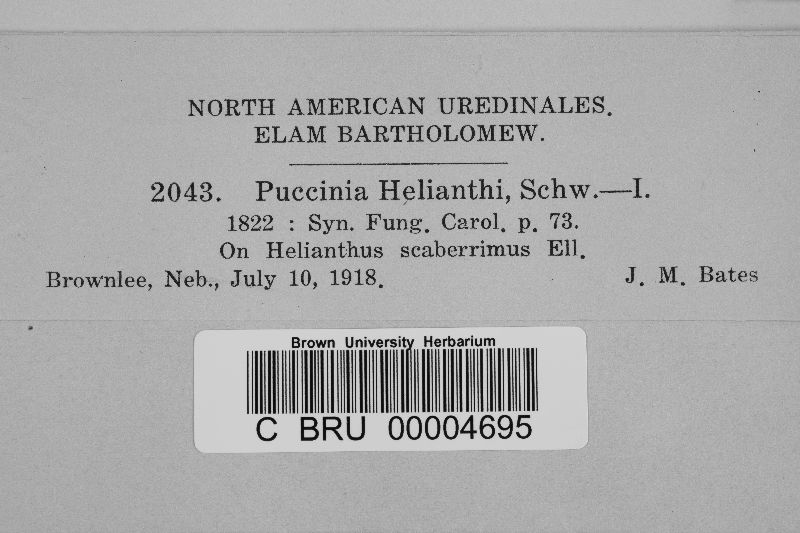 NORTH AMERICAN UREDINALES.
ELAM BARTHOLOMEW.
2043. Puccinia Helianthi, Schw.—I.
1822 : Syn. Fung. Carol. p. 73.
On Helianthus scaberrimus Ell.
Brownlee, Neb., July 10, 1918. J. M. Bates
Brown University Herbarium
C BRU 00004695